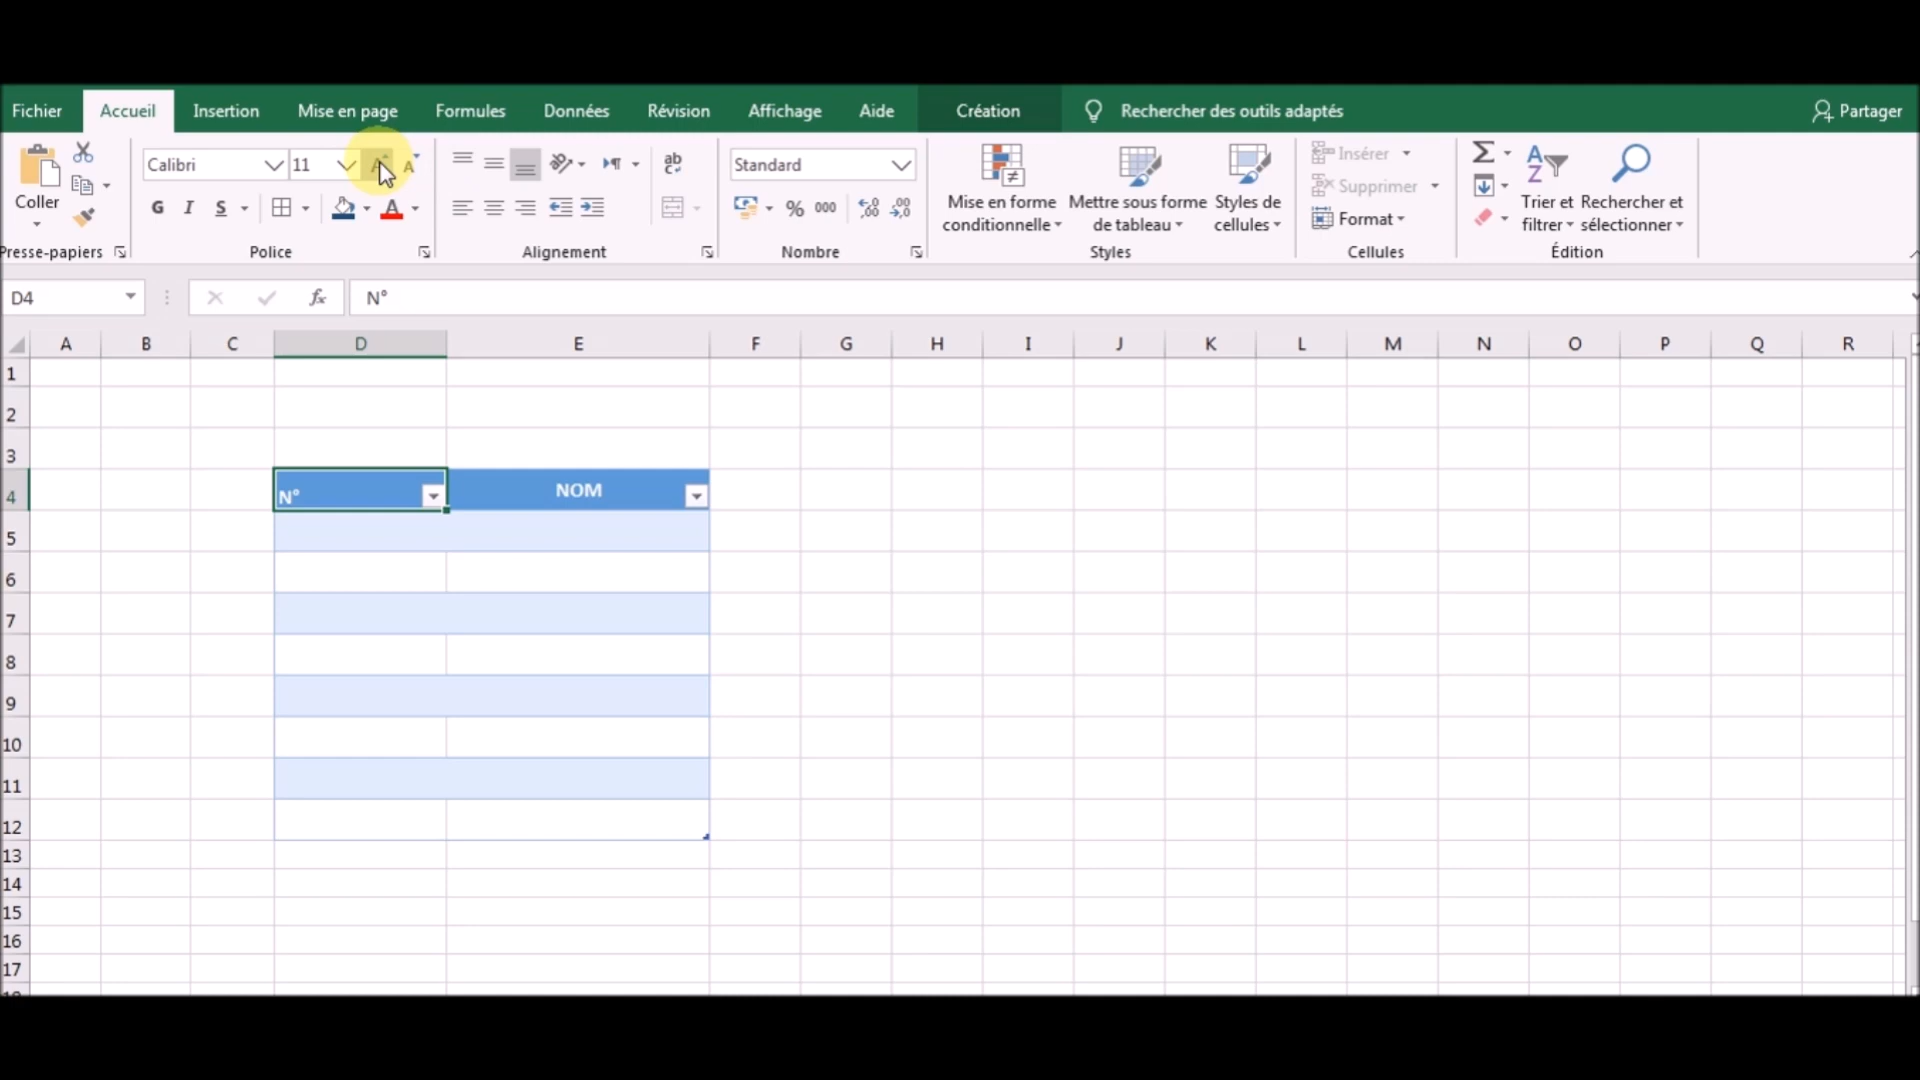 Fichier Accueil Insertion Mise en page Formules Données Révision Affichage Aide Création Rechercher des outils adaptés Partager
Coller
Presse-papiers
Calibri 11
G I S
Police
ab
Alignement
Standard
% 000
Nombre
Mise en forme
conditionnelle
Mettre sous forme
de tableau
Styles de
cellules
Styles
Insérer
Supprimer
Format
Cellules
Trier et
filtrer
Rechercher et
sélectionner
Édition
D4 fx N°
A B C D E F G H I J K L M N O P Q R
1
2
3
4 N° NOM
5
6
7
8
9
10
11
12
13
14
15
16
17